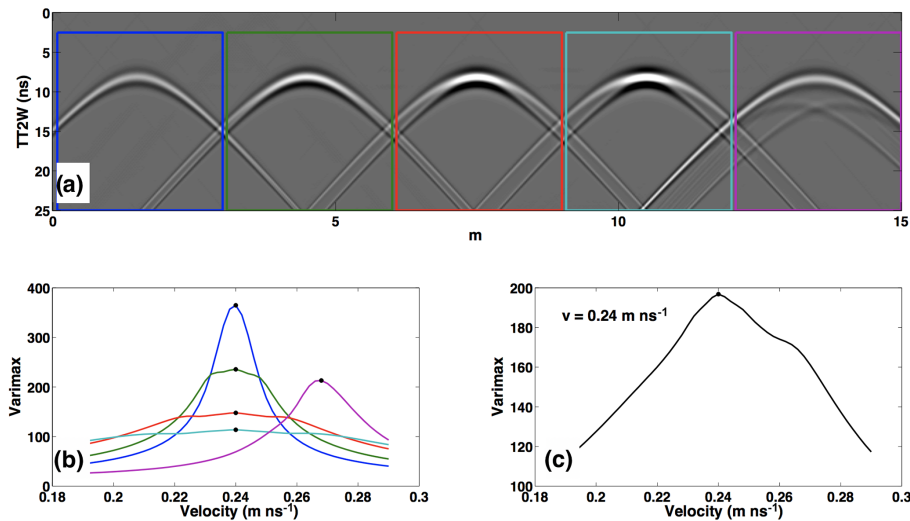 0
5
10
15
20
25
TT2W (ns)
(a)
0 5 10 15
m
400
300
200
100
0
Varimax
(b)
0.18 0.2 0.22 0.24 0.26 0.28 0.3
Velocity (m ns-1)
200
180
160
140
120
100
Varimax
v = 0.24 m ns-1
(c)
0.18 0.2 0.22 0.24 0.26 0.28 0.3
Velocity (m ns-1)